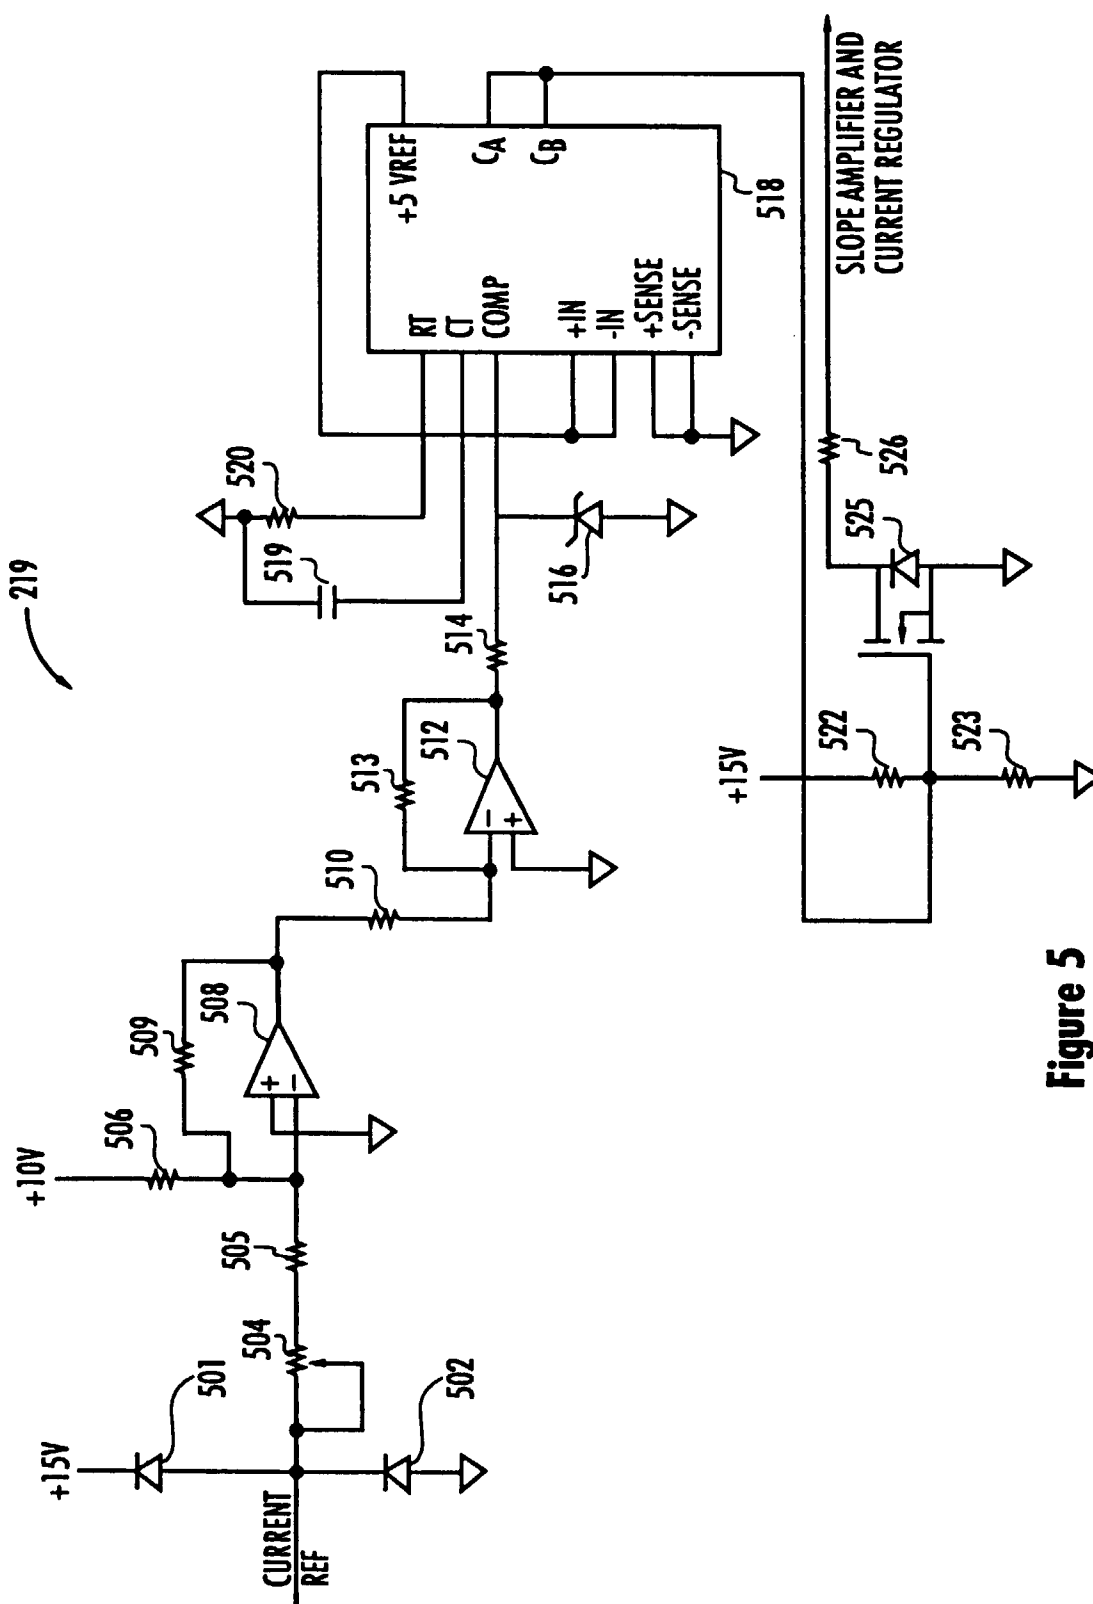 219
+15V
501
CURRENT
REF
502
504
505
+10V
506
509
+
−
508
510
513
−
+
512
514
516
519
520
RT
CT
COMP
+IN
-IN
+SENSE
-SENSE
+5 VREF
CA
CB
518
+15V
522
523
525
526
SLOPE AMPLIFIER AND
CURRENT REGULATOR
Figure 5